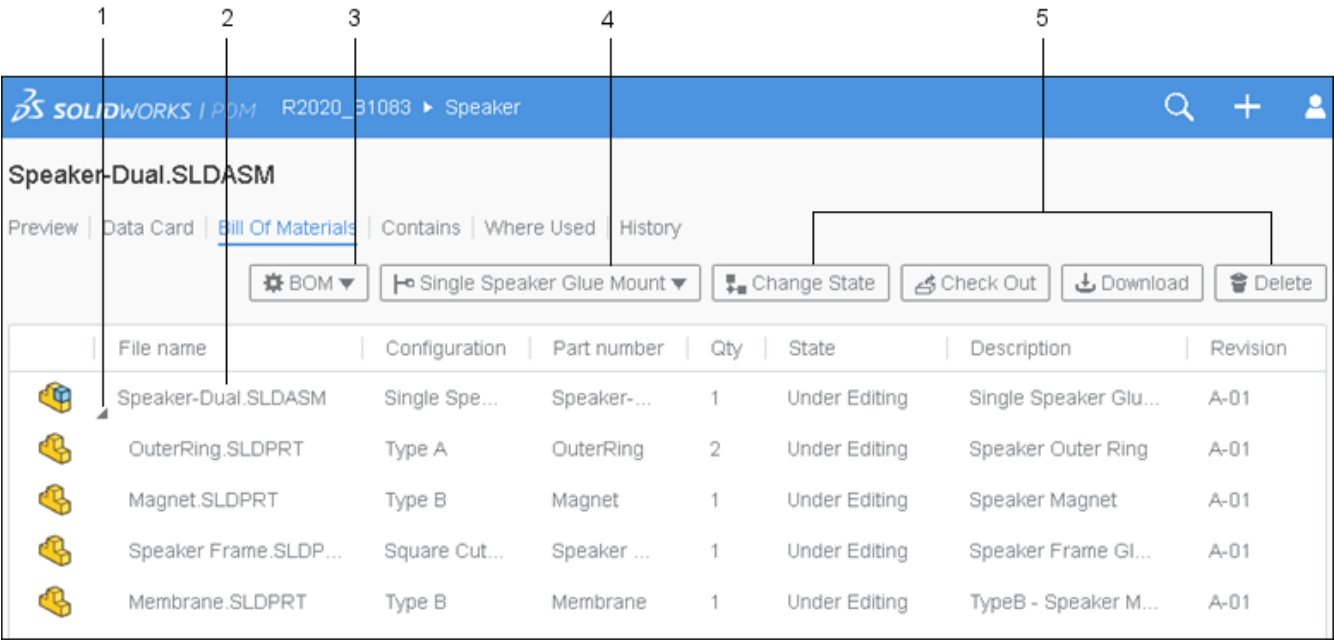 1 2 3 4 5
SOLIDWORKS | PDM R2020_B1083 ▸ Speaker
Speaker-Dual.SLDASM
Preview | Data Card | Bill Of Materials | Contains | Where Used | History
BOM ▼ Single Speaker Glue Mount ▼ Change State Check Out Download Delete
File name Configuration Part number Qty State Description Revision
Speaker-Dual.SLDASM Single Spe... Speaker-... 1 Under Editing Single Speaker Glu... A-01
OuterRing.SLDPRT Type A OuterRing 2 Under Editing Speaker Outer Ring A-01
Magnet.SLDPRT Type B Magnet 1 Under Editing Speaker Magnet A-01
Speaker Frame.SLDP... Square Cut... Speaker ... 1 Under Editing Speaker Frame Gl... A-01
Membrane.SLDPRT Type B Membrane 1 Under Editing TypeB - Speaker M... A-01